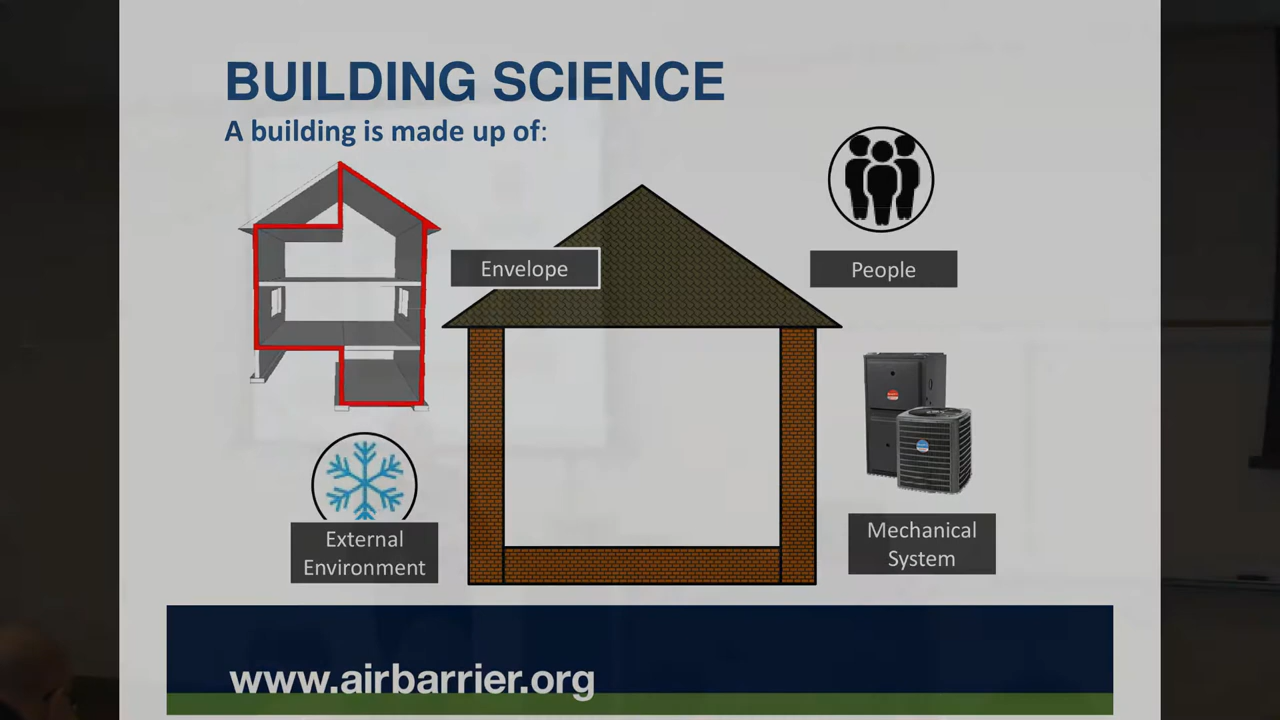 BUILDING SCIENCE
A building is made up of:
Envelope
People
External
Environment
Mechanical
System
www.airbarrier.org